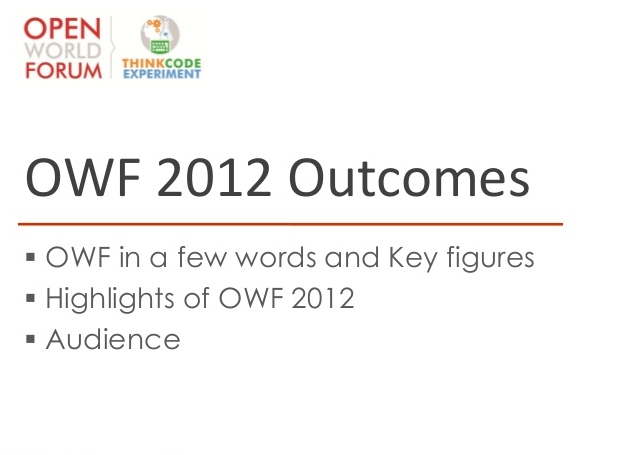 OPEN
WORLD
FORUM
THINKCODE
EXPERIMENT
OWF 2012 Outcomes
▪ OWF in a few words and Key figures
▪ Highlights of OWF 2012
▪ Audience